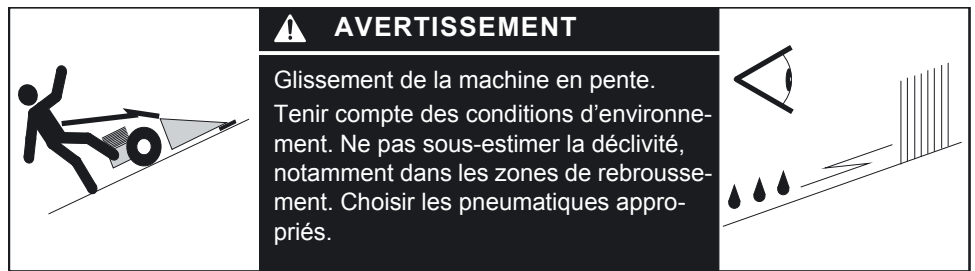 AVERTISSEMENT
Glissement de la machine en pente.
Tenir compte des conditions d’environne-
ment. Ne pas sous-estimer la déclivité,
notamment dans les zones de rebrousse-
ment. Choisir les pneumatiques appro-
priés.